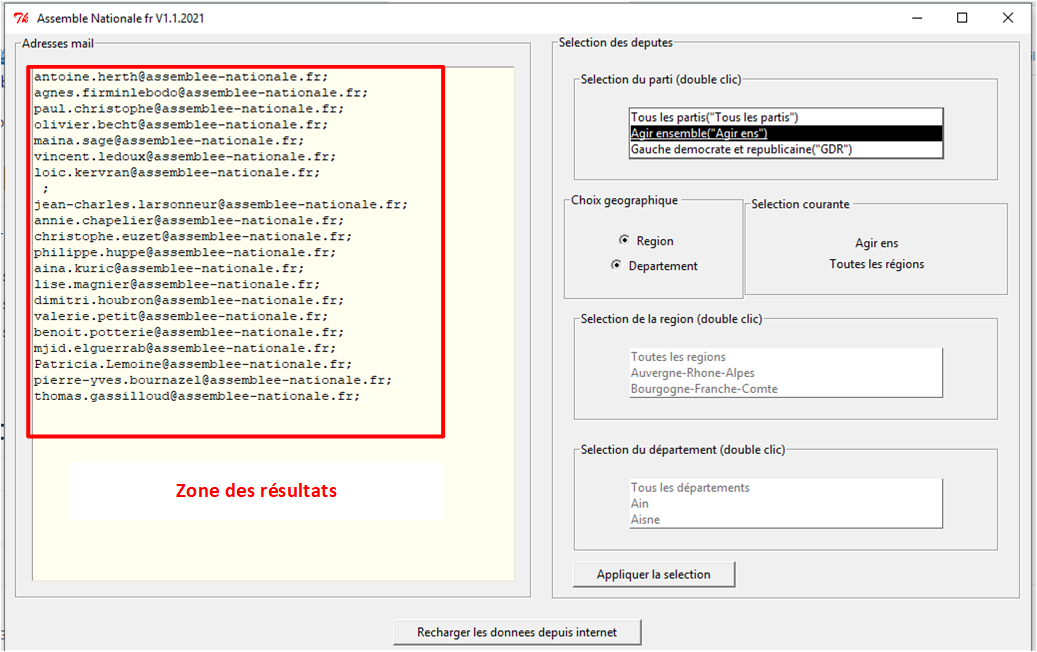 Assemble Nationale fr V1.1.2021
Adresses mail
antoine.herth@assemblee-nationale.fr;
agnes.firminlebodo@assemblee-nationale.fr;
paul.christophe@assemblee-nationale.fr;
olivier.becht@assemblee-nationale.fr;
maina.sage@assemblee-nationale.fr;
vincent.ledoux@assemblee-nationale.fr;
loic.kervran@assemblee-nationale.fr;
;
jean-charles.larsonneur@assemblee-nationale.fr;
annie.chapelier@assemblee-nationale.fr;
christophe.euzet@assemblee-nationale.fr;
philippe.huppe@assemblee-nationale.fr;
aina.kuric@assemblee-nationale.fr;
lise.magnier@assemblee-nationale.fr;
dimitri.houbron@assemblee-nationale.fr;
valerie.petit@assemblee-nationale.fr;
benoit.potterie@assemblee-nationale.fr;
mjid.elguerrab@assemblee-nationale.fr;
Patricia.Lemoine@assemblee-nationale.fr;
pierre-yves.bournazel@assemblee-nationale.fr;
thomas.gassilloud@assemblee-nationale.fr;
Zone des résultats
Selection des deputes
Selection du parti (double clic)
Tous les partis("Tous les partis")
Agir ensemble("Agir ens")
Gauche democrate et republicaine("GDR")
Choix geographique
Region
Departement
Selection courante
Agir ens
Toutes les régions
Selection de la region (double clic)
Toutes les regions
Auvergne-Rhone-Alpes
Bourgogne-Franche-Comte
Selection du département (double clic)
Tous les départements
Ain
Aisne
Appliquer la selection
Recharger les donnees depuis internet